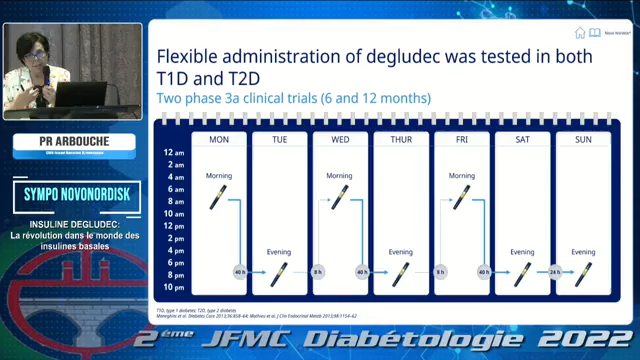 Novo Nordisk®
Flexible administration of degludec was tested in both
T1D and T2D
Two phase 3a clinical trials (6 and 12 months)
MON TUE WED THUR FRI SAT SUN
12 am
2 am
4 am
6 am
8 am
10 am
12 pm
2 pm
4 pm
6 pm
8 pm
10 pm
Morning Morning Morning
Evening Evening Evening Evening
40 h 8 h 40 h 8 h 40 h 24 h
T1D, type 1 diabetes; T2D, type 2 diabetes
Meneghini et al. Diabetes Care 2013;36:858–64; Mathieu et al. J Clin Endocrinol Metab 2013;98:1154–62
PR ARBOUCHE
SYMPO NOVONORDISK
INSULINE DEGLUDEC:
La révolution dans le monde des
insulines basales
2ème JFMC Diabétologie 2022